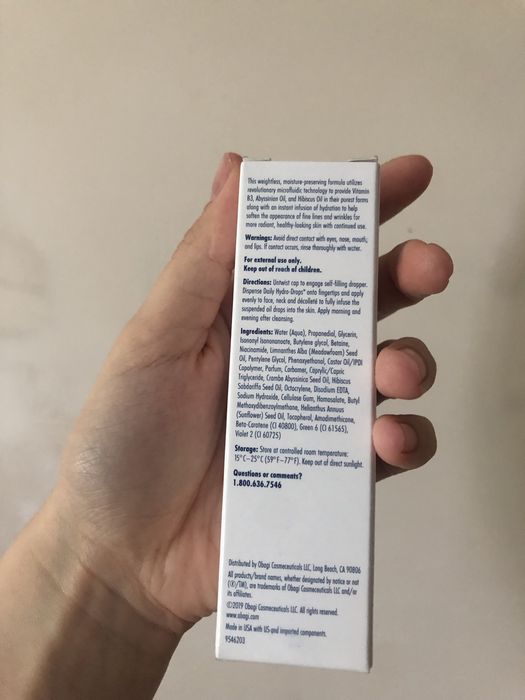 This weightless, moisture-preserving formula utilizes
revolutionary microfluidic technology to provide Vitamin
B3, Abyssinian Oil, and Hibiscus Oil in their purest forms
along with an instant infusion of hydration to help
soften the appearance of fine lines and wrinkles for
more radiant, healthy-looking skin with continued use.
Warnings: Avoid direct contact with eyes, nose, mouth,
and lips. If contact occurs, rinse thoroughly with water.
For external use only.
Keep out of reach of children.
Directions: Untwist cap to engage self-filling dropper.
Dispense Daily Hydro-Drops® onto fingertips and apply
evenly to face, neck and décolleté to fully infuse the
suspended oil drops into the skin. Apply morning and
evening after cleansing.
Ingredients: Water (Aqua), Propanediol, Glycerin,
Isononyl Isononanoate, Butylene glycol, Betaine,
Niacinamide, Limnanthes Alba (Meadowfoam) Seed
Oil, Pentylene Glycol, Phenoxyethanol, Castor Oil/IPDI
Copolymer, Parfum, Carbomer, Caprylic/Capric
Triglyceride, Crambe Abyssinica Seed Oil, Hibiscus
Sabdariffa Seed Oil, Octocrylene, Disodium EDTA,
Sodium Hydroxide, Cellulose Gum, Homosalate, Butyl
Methoxydibenzoylmethane, Helianthus Annuus
(Sunflower) Seed Oil, Tocopherol, Amodimethicone,
Beta-Carotene (CI 40800), Green 6 (CI 61565),
Violet 2 (CI 60725)
Storage: Store at controlled room temperature:
15°C–25°C (59°F–77°F). Keep out of direct sunlight.
Questions or comments?
1.800.636.7546
Distributed by Obagi Cosmeceuticals LLC, Long Beach, CA 90806
All products/brand names, whether designated by notice or not
(®/TM), are trademarks of Obagi Cosmeceuticals LLC and/or
its affiliates.
©2019 Obagi Cosmeceuticals LLC. All rights reserved.
www.obagi.com
Made in USA with US and imported components.
9546203